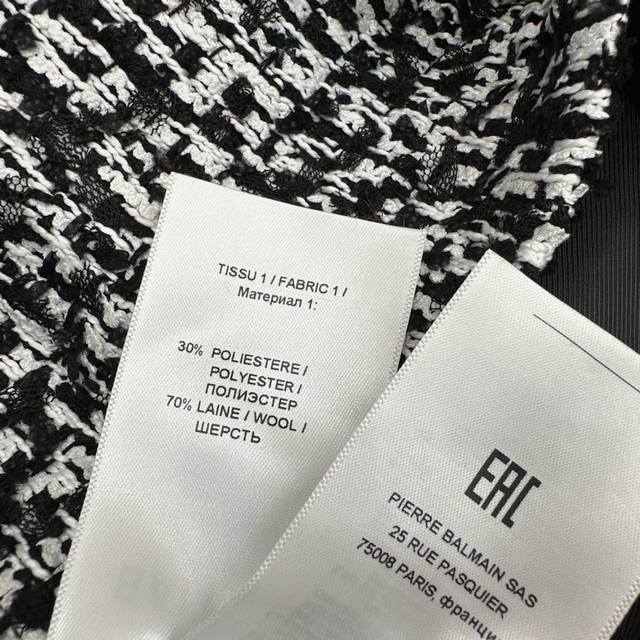 TISSU 1 / FABRIC 1 /
Материал 1:
30% POLIESTERE /
POLYESTER /
ПОЛИЭСТЕР
70% LAINE / WOOL /
ШЕРСТЬ
EAC
PIERRE BALMAIN SAS
25 RUE PASQUIER
75008 PARIS, франци